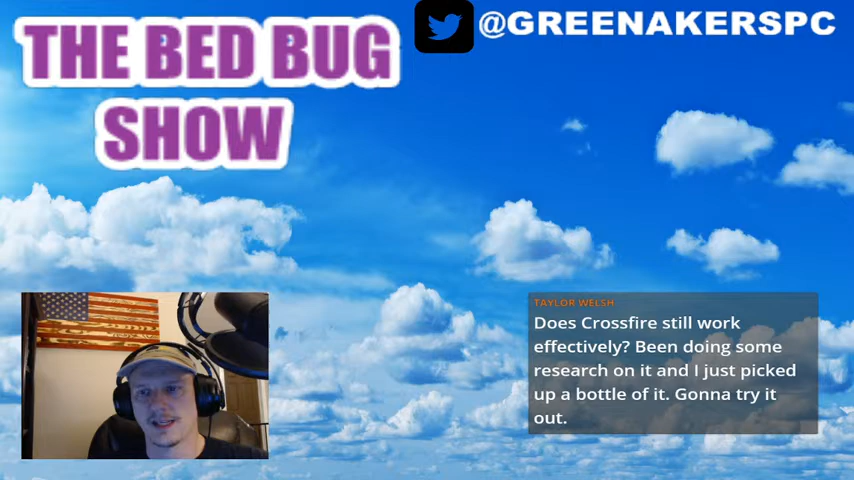 THE BED BUG
SHOW
@GREENAKERSPC
TAYLOR WELSH
Does Crossfire still work
effectively? Been doing some
research on it and I just picked
up a bottle of it. Gonna try it
out.